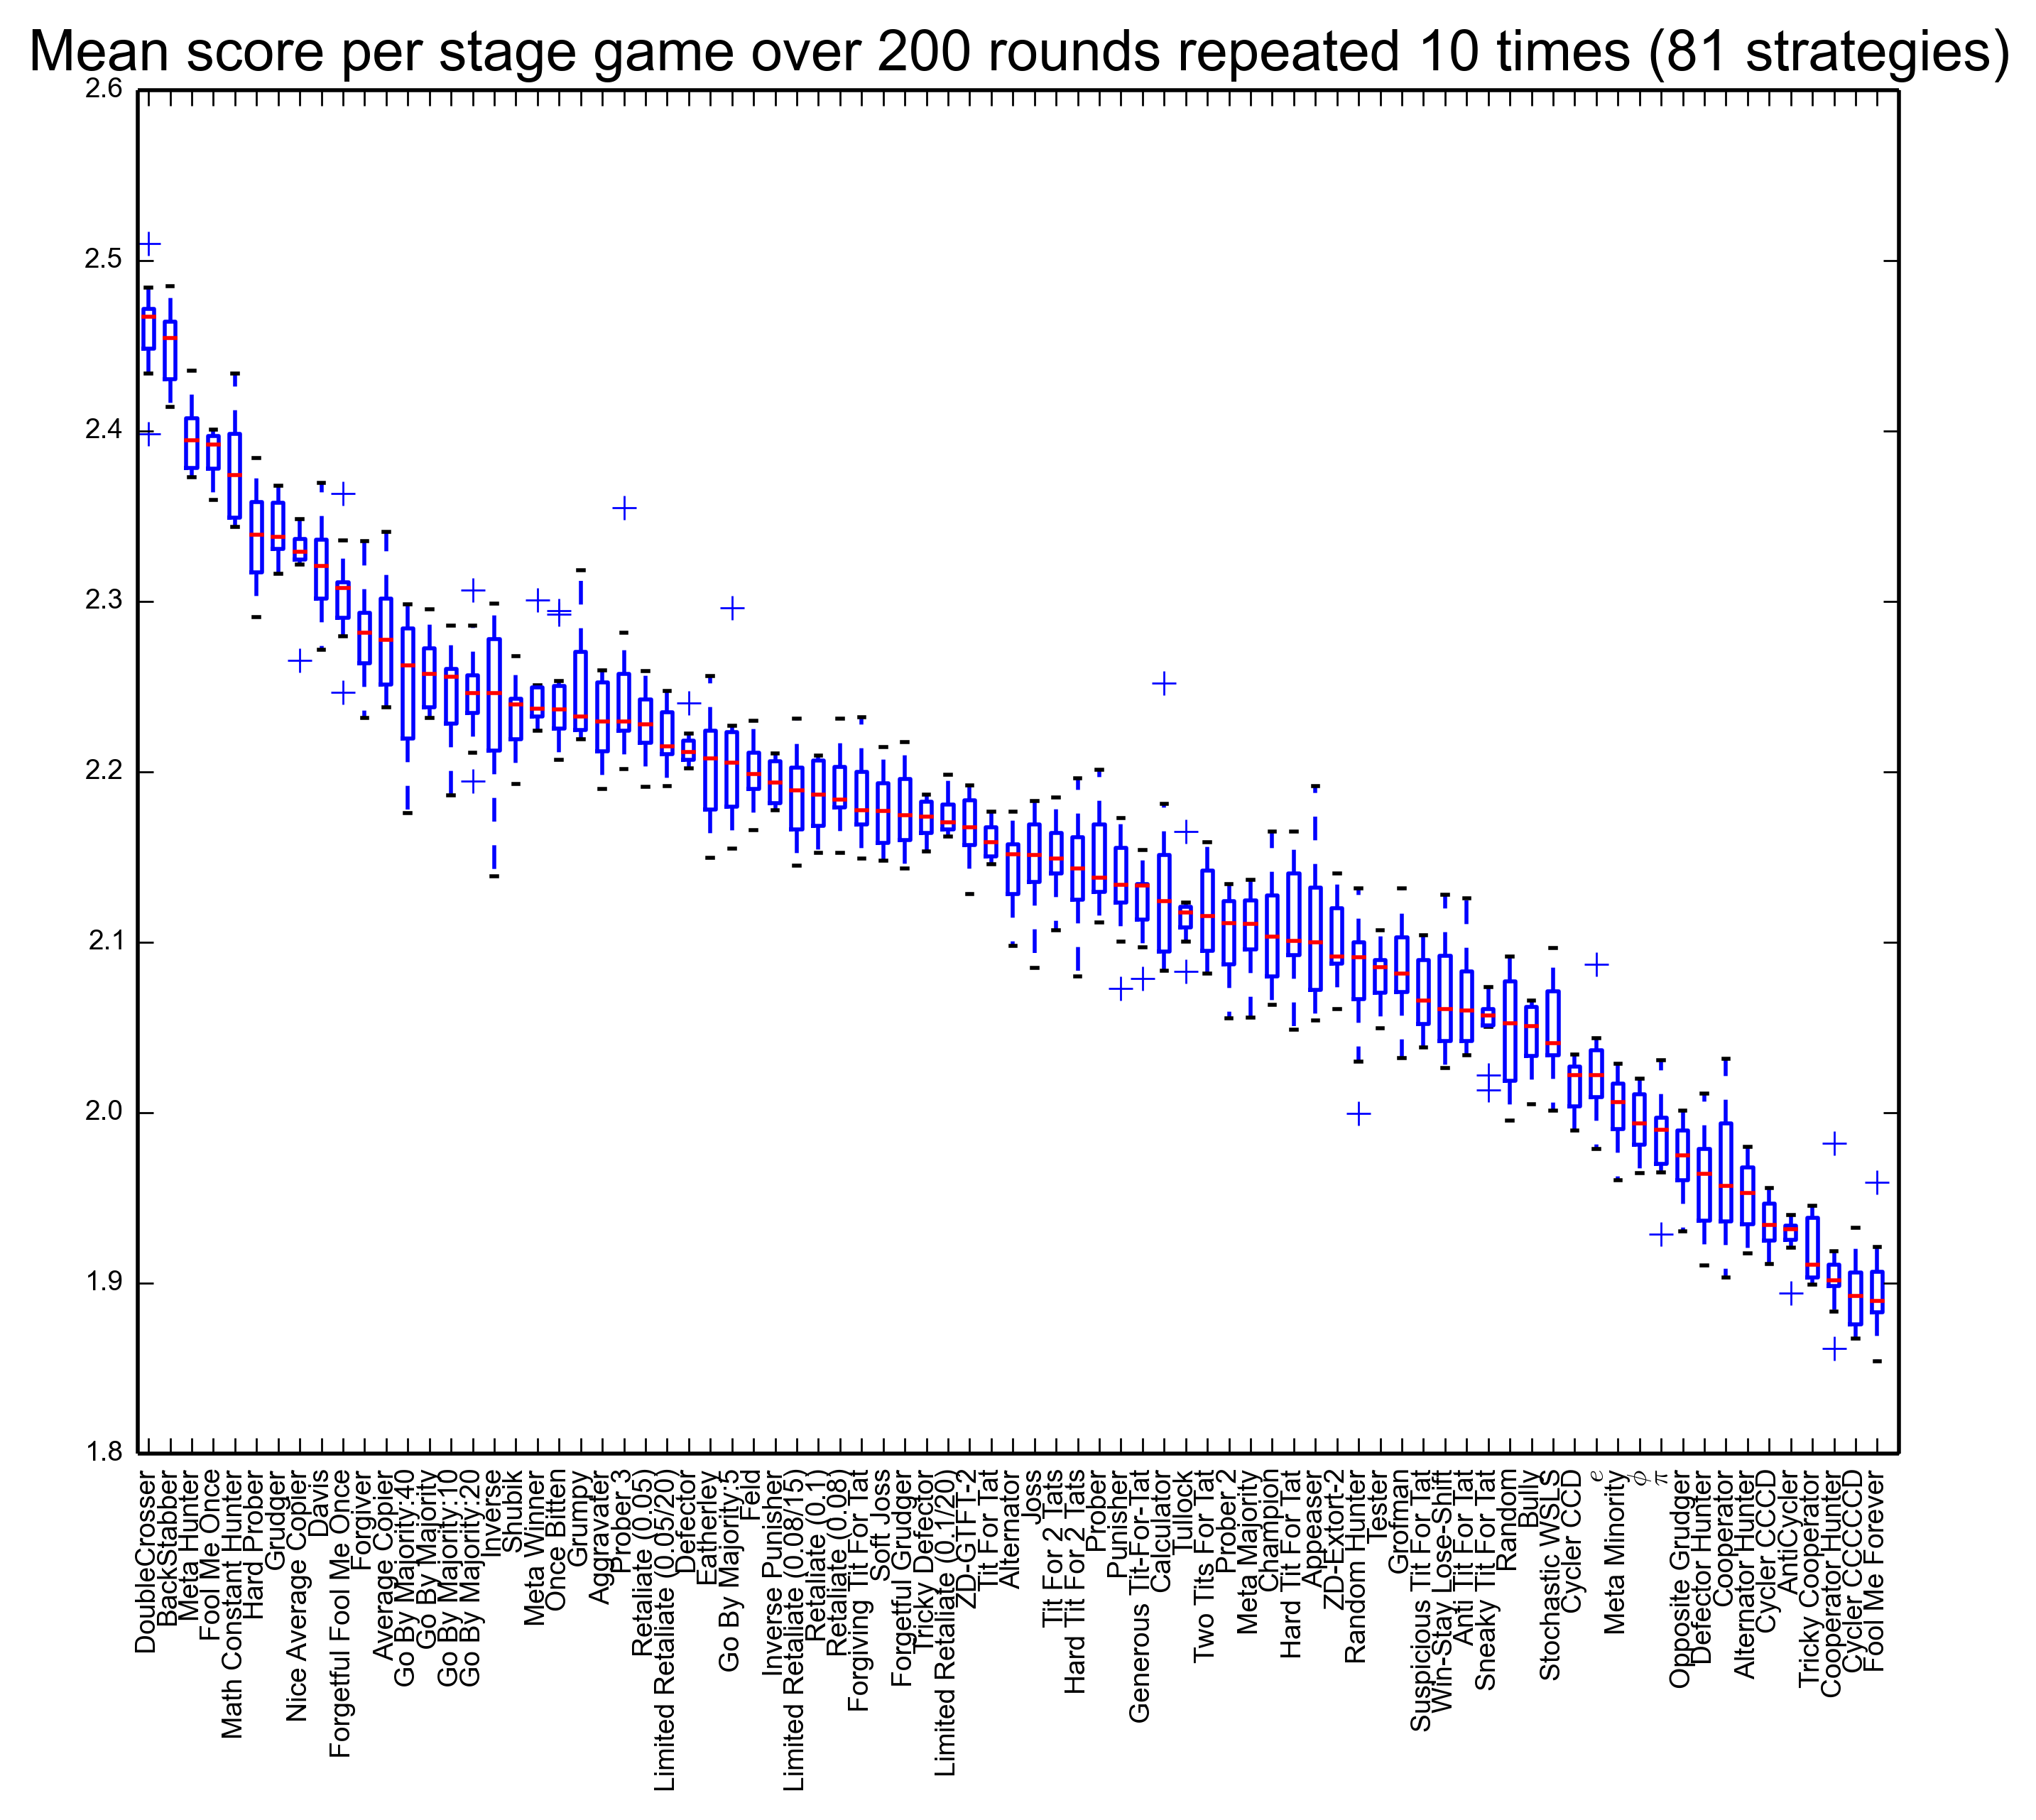 Mean score per stage game over 200 rounds repeated 10 times (81 strategies)
2.6
2.5
2.4
2.3
2.2
2.1
2.0
1.9
1.8
DoubleCrosser
BackStabber
Meta Hunter
Fool Me Once
Math Constant Hunter
Hard Prober
Grudger
Nice Average Copier
Davis
Forgetful Fool Me Once
Forgiver
Average Copier
Go By Majority:40
Go By Majority
Go By Majority:10
Go By Majority:20
Inverse
Shubik
Meta Winner
Once Bitten
Grumpy
Aggravater
Prober 3
Retaliate (0.05)
Limited Retaliate (0.05/20)
Defector
Eatherley
Go By Majority:5
Feld
Inverse Punisher
Limited Retaliate (0.08/15)
Retaliate (0.1)
Retaliate (0.08)
Forgiving Tit For Tat
Soft Joss
Forgetful Grudger
Tricky Defector
Limited Retaliate (0.1/20)
ZD-GTFT-2
Tit For Tat
Alternator
Joss
Tit For 2 Tats
Hard Tit For 2 Tats
Prober
Punisher
Generous Tit-For-Tat
Calculator
Tullock
Two Tits For Tat
Prober 2
Meta Majority
Champion
Hard Tit For Tat
Appeaser
ZD-Extort-2
Random Hunter
Tester
Grofman
Suspicious Tit For Tat
Win-Stay Lose-Shift
Anti Tit For Tat
Sneaky Tit For Tat
Random
Bully
Stochastic WSLS
Cycler CCD
e
Meta Minority
ϕ
π
Opposite Grudger
Defector Hunter
Cooperator
Alternator Hunter
Cycler CCCD
AntiCycler
Tricky Cooperator
Cooperator Hunter
Cycler CCCCCD
Fool Me Forever